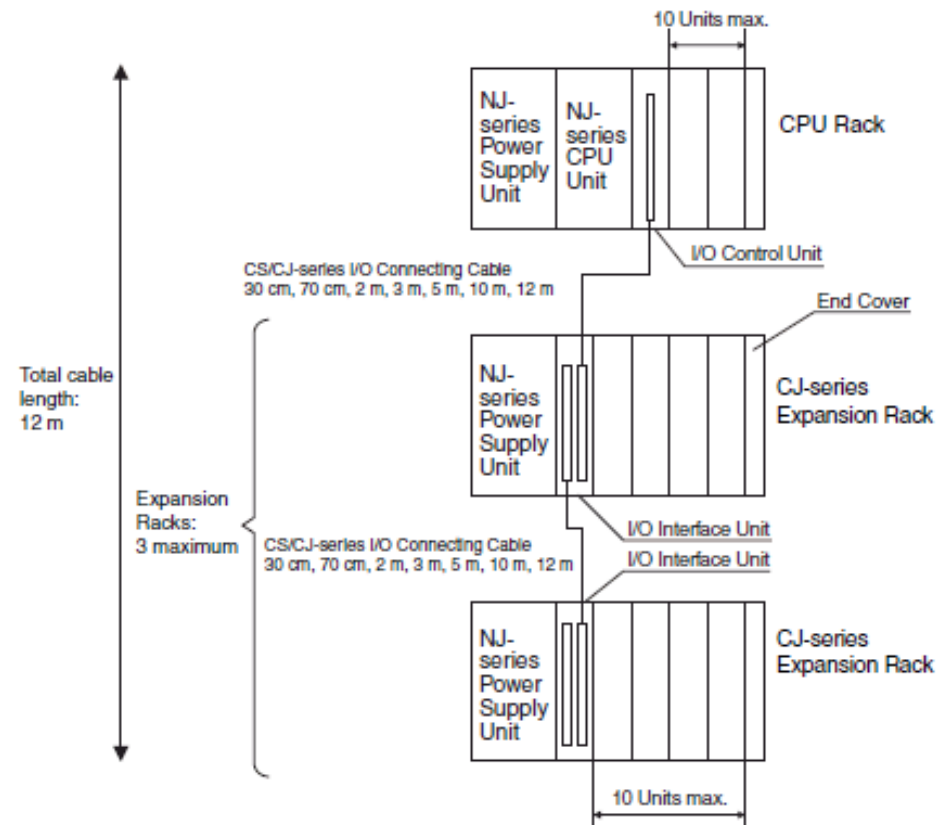 10 Units max.
NJ-
series
Power
Supply
Unit
NJ-
series
CPU
Unit
CPU Rack
I/O Control Unit
CS/CJ-series I/O Connecting Cable
30 cm, 70 cm, 2 m, 3 m, 5 m, 10 m, 12 m
End Cover
Total cable
length:
12 m
NJ-
series
Power
Supply
Unit
CJ-series
Expansion Rack
Expansion
Racks:
3 maximum
I/O Interface Unit
CS/CJ-series I/O Connecting Cable
30 cm, 70 cm, 2 m, 3 m, 5 m, 10 m, 12 m
I/O Interface Unit
NJ-
series
Power
Supply
Unit
CJ-series
Expansion Rack
10 Units max.